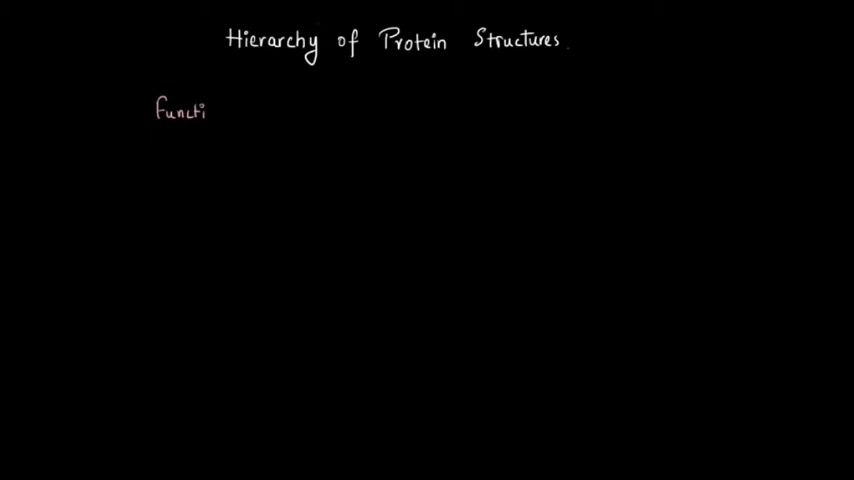 Hierarchy of Protein Structures.
Functi